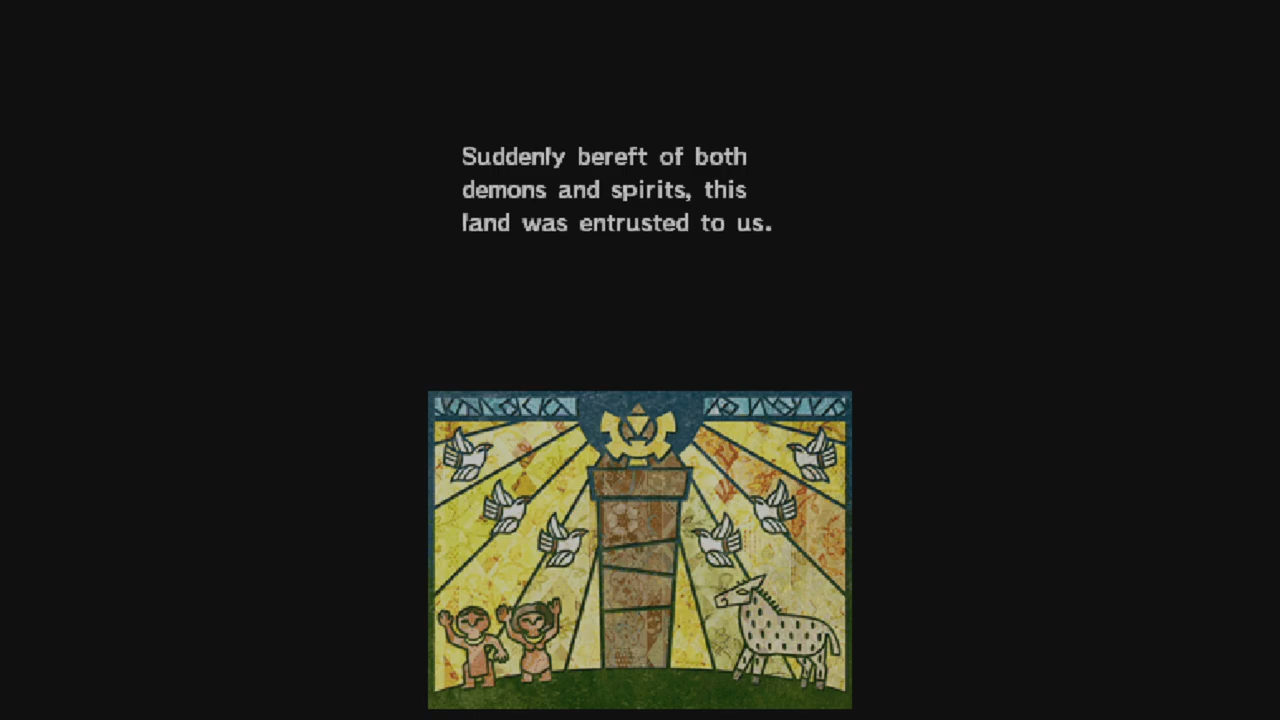 Suddenly bereft of both
demons and spirits, this
land was entrusted to us.